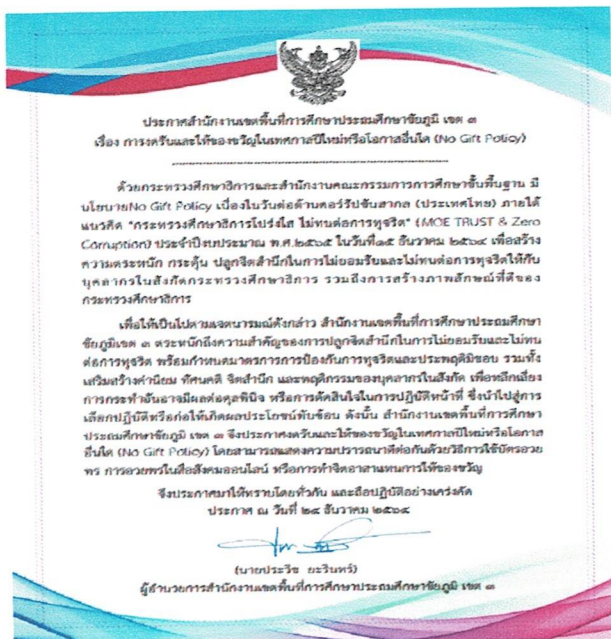 ประกาศสำนักงานเขตพื้นที่การศึกษาประถมศึกษาชัยภูมิ เขต ๓
เรื่อง การงดรับและให้ของขวัญในเทศกาลปีใหม่หรือโอกาสอื่นใด (No Gift Policy)
ด้วยกระทรวงศึกษาธิการและสำนักงานคณะกรรมการการศึกษาขั้นพื้นฐาน มี
นโยบายNo Gift Policy เนื่องในวันต่อต้านคอร์รัปชันสากล (ประเทศไทย) ภายใต้
แนวคิด "กระทรวงศึกษาธิการโปร่งใส ไม่ทนต่อการทุจริต" (MOE TRUST & Zero
Corruption) ประจำปีงบประมาณ พ.ศ.๒๕๖๕ ในวันที่๑๕ ธันวาคม ๒๕๖๔ เพื่อสร้าง
ความตระหนัก กระตุ้น ปลูกจิตสำนึกในการไม่ยอมรับและไม่ทนต่อการทุจริตให้กับ
บุคลากรในสังกัดกระทรวงศึกษาธิการ รวมถึงการสร้างภาพลักษณ์ที่ดีของ
กระทรวงศึกษาธิการ
เพื่อให้เป็นไปตามเจตนารมณ์ดังกล่าว สำนักงานเขตพื้นที่การศึกษาประถมศึกษา
ชัยภูมิเขต ๓ ตระหนักถึงความสำคัญของการปลูกจิตสำนึกในการไม่ยอมรับและไม่ทน
ต่อการทุจริต พร้อมกำหนดมาตรการการป้องกันการทุจริตและประพฤติมิชอบ รวมทั้ง
เสริมสร้างค่านิยม ทัศนคติ จิตสำนึก และพฤติกรรมของบุคลากรในสังกัด เพื่อหลีกเลี่ยง
การกระทำอันอาจมีผลต่อดุลพินิจ หรือการตัดสินใจในการปฏิบัติหน้าที่ ซึ่งนำไปสู่การ
เลือกปฏิบัติหรือก่อให้เกิดผลประโยชน์ทับซ้อน ดังนั้น สำนักงานเขตพื้นที่การศึกษา
ประถมศึกษาชัยภูมิ เขต ๓ จึงประกาศงดรับและให้ของขวัญในเทศกาลปีใหม่หรือโอกาส
อื่นใด (No Gift Policy) โดยสามารถแสดงความปรารถนาดีต่อกันด้วยวิธีการใช้บัตรอวย
พร การอวยพรในสื่อสังคมออนไลน์ หรือการทำจิตอาสาแทนการให้ของขวัญ
จึงประกาศมาให้ทราบโดยทั่วกัน และถือปฏิบัติอย่างเคร่งคัด
ประกาศ ณ วันที่ ๒๔ ธันวาคม ๒๕๖๔
(นายประวิช ยะรินทร์)
ผู้อำนวยการสำนักงานเขตพื้นที่การศึกษาประถมศึกษาชัยภูมิ เขต ๓